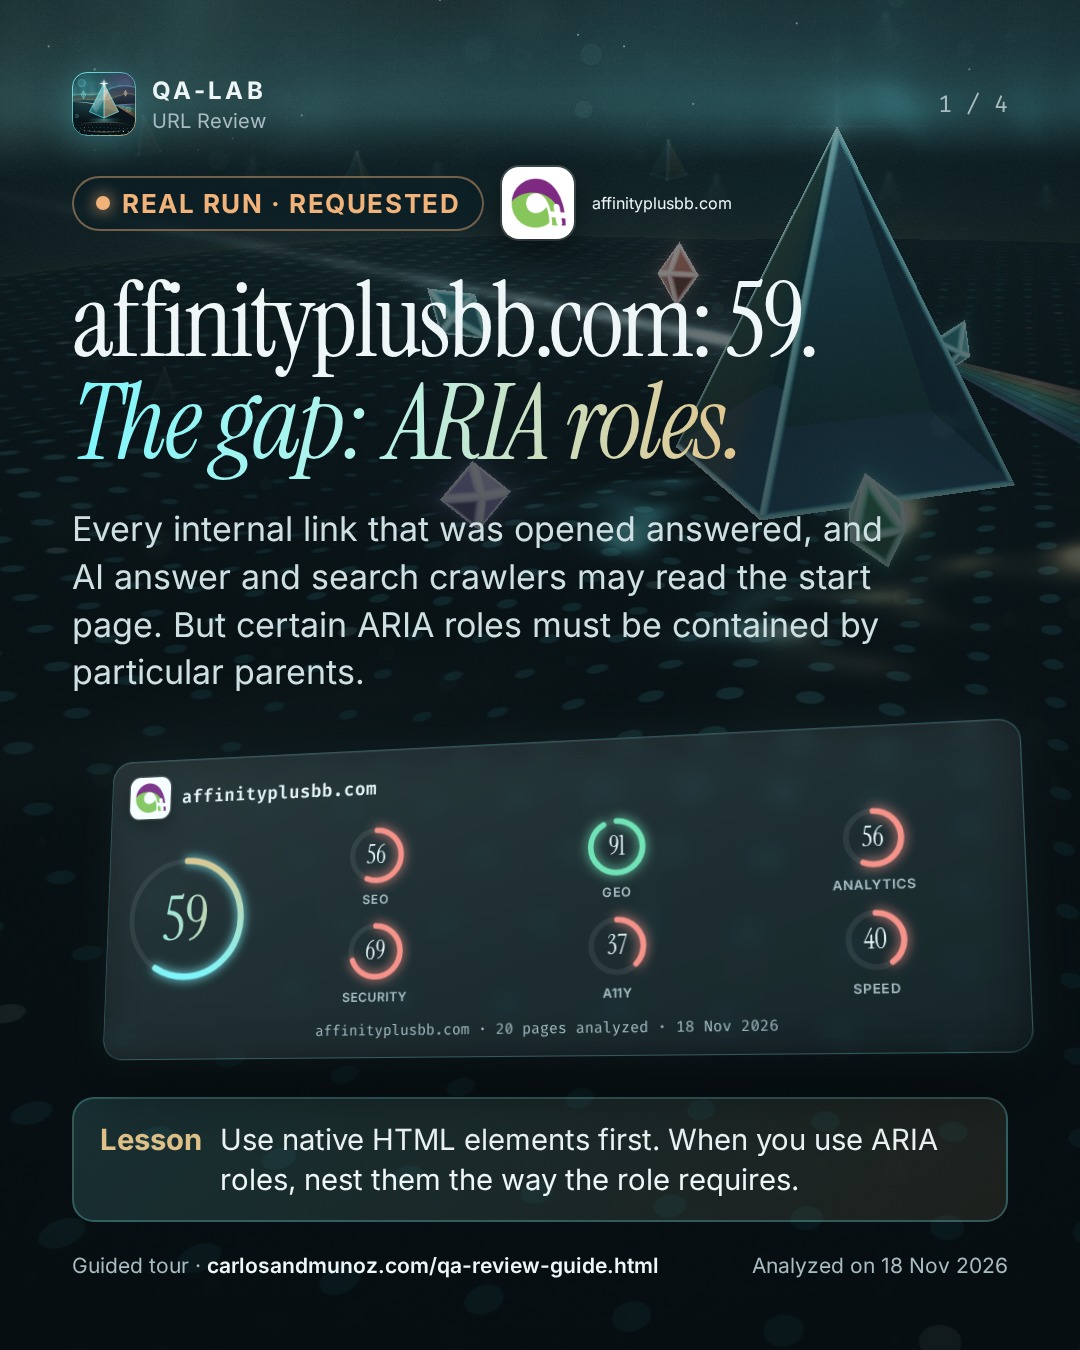 QA-LAB
URL Review
1 / 4
REAL RUN · REQUESTED
affinityplusbb.com
affinityplusbb.com: 59.
The gap: ARIA roles.
Every internal link that was opened answered, and
AI answer and search crawlers may read the start
page. But certain ARIA roles must be contained by
particular parents.
affinityplusbb.com
59
56
SEO
91
GEO
56
ANALYTICS
69
SECURITY
37
A11Y
40
SPEED
affinityplusbb.com · 20 pages analyzed · 18 Nov 2026
Lesson Use native HTML elements first. When you use ARIA
roles, nest them the way the role requires.
Guided tour · carlosandmunoz.com/qa-review-guide.html
Analyzed on 18 Nov 2026